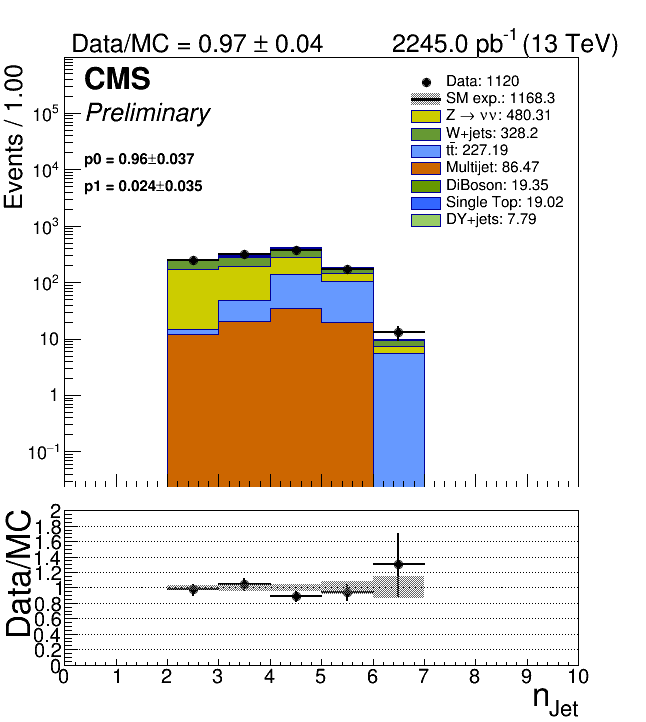 Data/MC = 0.97 ± 0.04 2245.0 pb⁻¹ (13 TeV)
CMS
Preliminary
p0 = 0.96±0.037
p1 = 0.024±0.035
Data: 1120
SM exp.: 1168.3
Z → νν: 480.31
W+jets: 328.2
tt̄: 227.19
Multijet: 86.47
DiBoson: 19.35
Single Top: 19.02
DY+jets: 7.79
Events / 1.00
10⁵
10⁴
10³
10²
10
1
10⁻¹
Data/MC
2
1.8
1.6
1.4
1.2
1
0.8
0.6
0.4
0.2
0
0 1 2 3 4 5 6 7 8 9 10
n_Jet